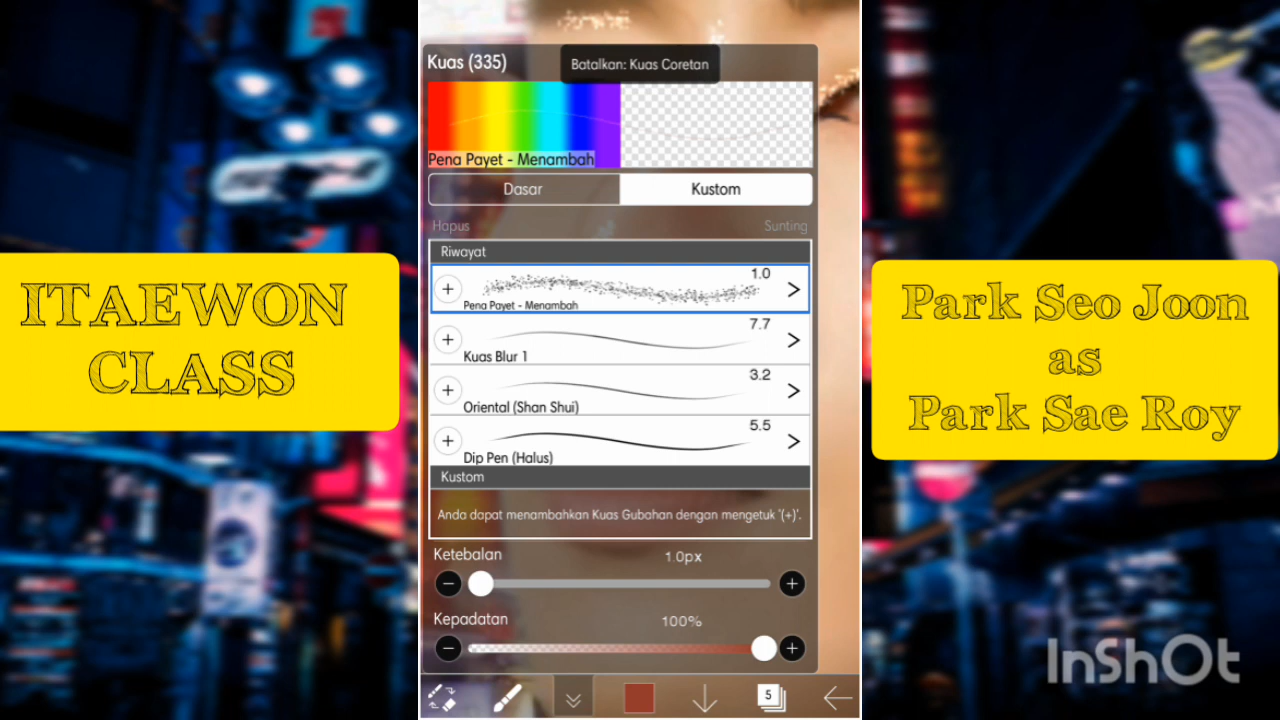 ITAEWON
CLASS
Kuas (335)
Batalkan: Kuas Coretan
Pena Payet - Menambah
Dasar
Kustom
Hapus
Sunting
Riwayat
1.0
Pena Payet - Menambah
7.7
Kuas Blur 1
3.2
Oriental (Shan Shui)
5.5
Dip Pen (Halus)
Kustom
Anda dapat menambahkan Kuas Gubahan dengan mengetuk '(+)'.
Ketebalan
1.0px
Kepadatan
100%
5
Park Seo Joon
as
Park Sae Roy
InShOt